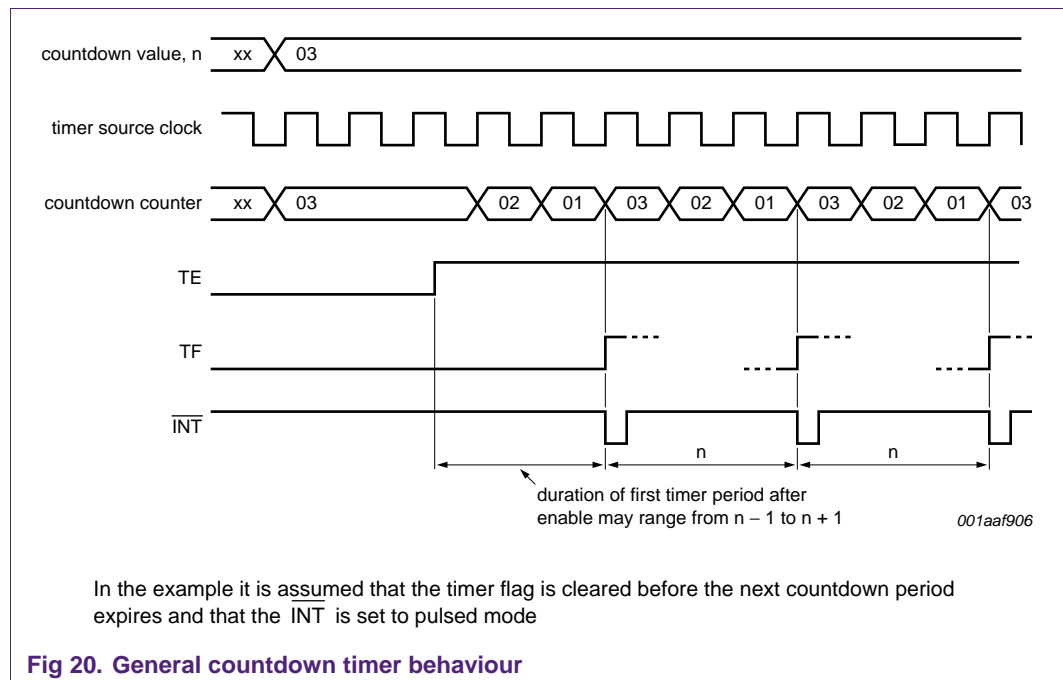 countdown value, n xx 03
timer source clock
countdown counter xx 03 02 01 03 02 01 03 02 01 03
TE
TF
INT
n n
duration of first timer period after
enable may range from n − 1 to n + 1
001aaf906
In the example it is assumed that the timer flag is cleared before the next countdown period
expires and that the INT is set to pulsed mode
Fig 20. General countdown timer behaviour